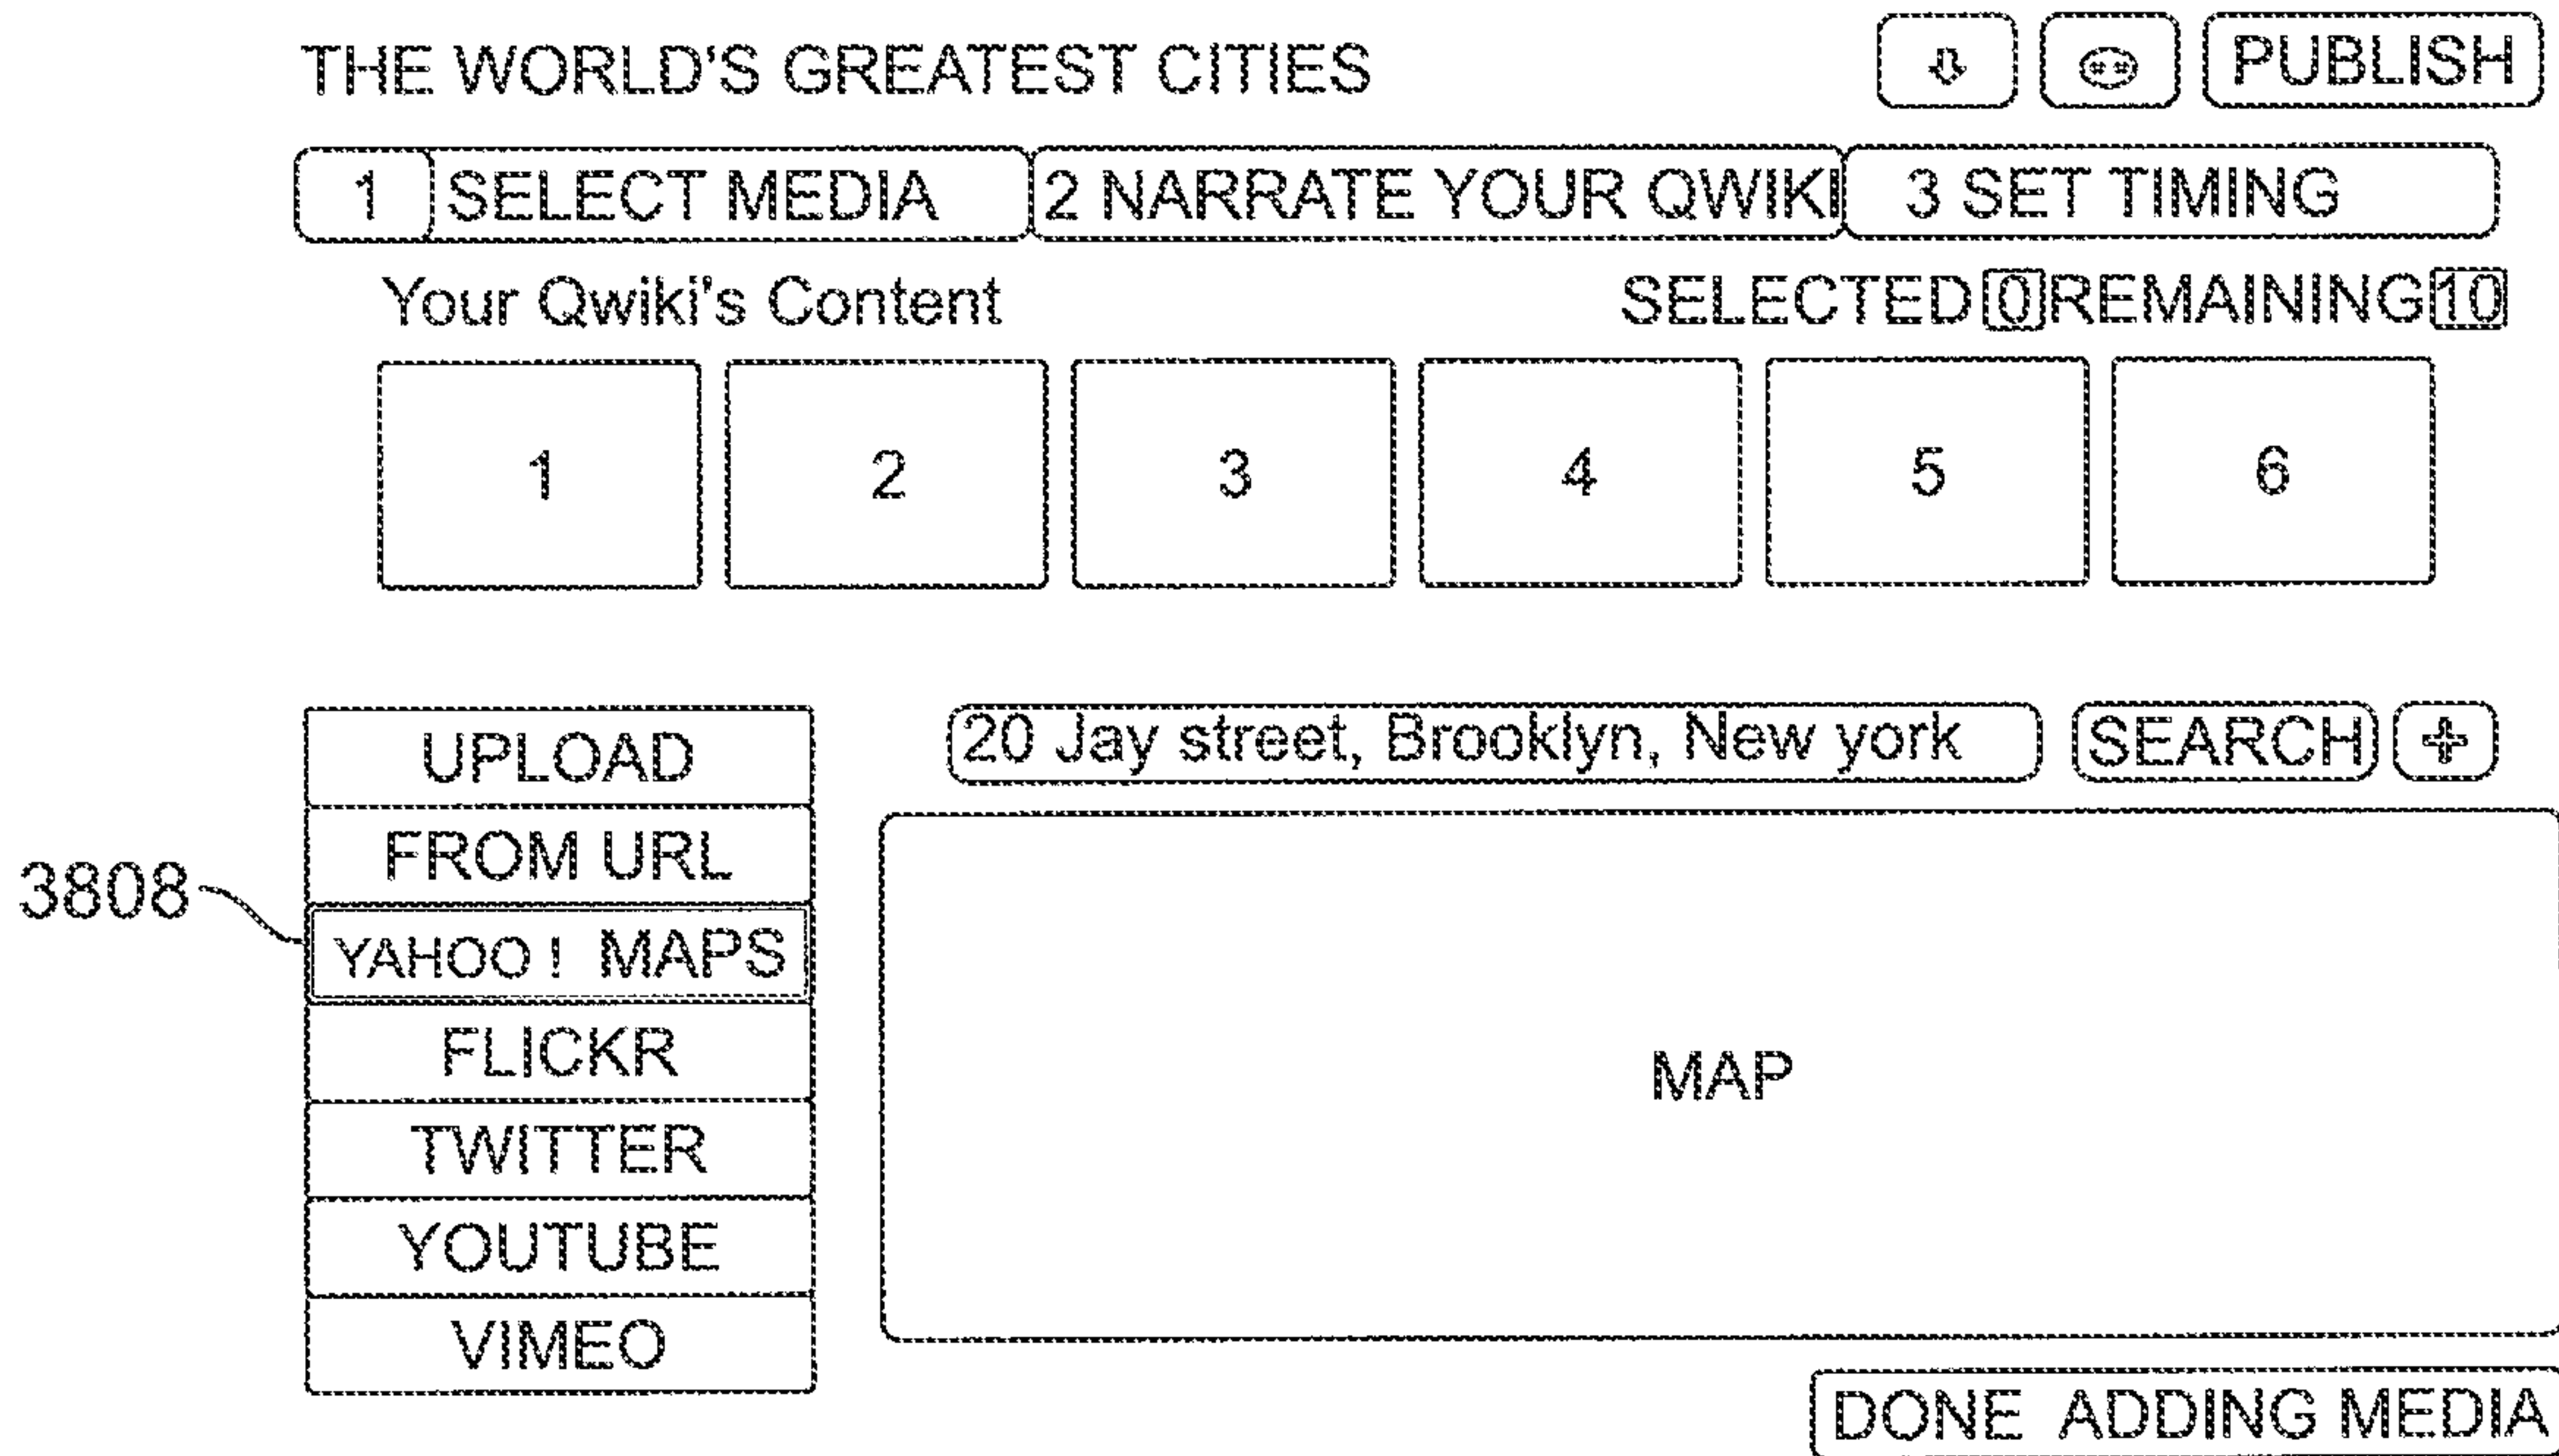 THE WORLD'S GREATEST CITIES PUBLISH
1 SELECT MEDIA 2 NARRATE YOUR QWIKI 3 SET TIMING
Your Qwiki's Content SELECTED 0 REMAINING 10
1 2 3 4 5 6
20 Jay street, Brooklyn, New york SEARCH +
UPLOAD
FROM URL
3808
YAHOO ! MAPS
FLICKR
TWITTER
YOUTUBE
VIMEO
MAP
DONE ADDING MEDIA